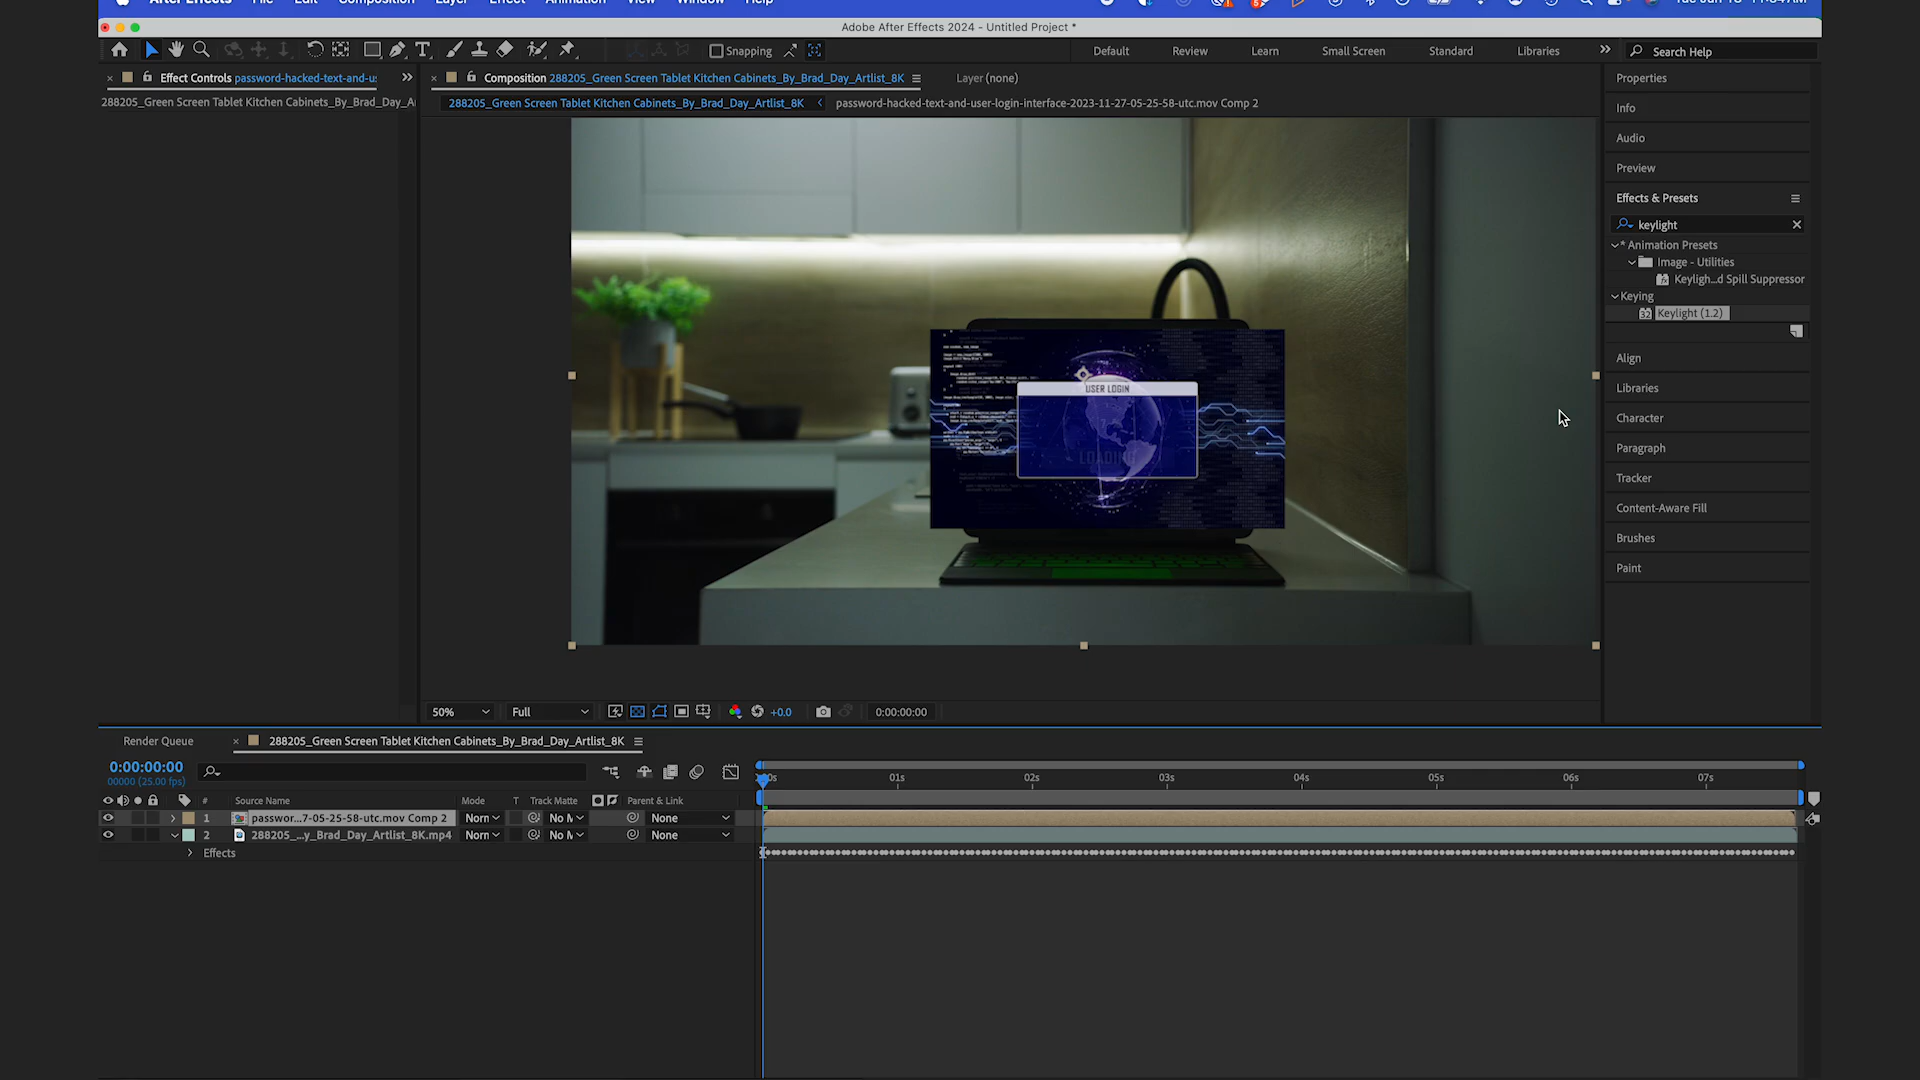 After Effects File Edit Composition Layer Effect Animation View Window Help
Adobe After Effects 2024 - Untitled Project *
Snapping Default Review Learn Small Screen Standard Libraries Search Help
Effect Controls password-hacked-text-and-us
288205_Green Screen Tablet Kitchen Cabinets_By_Brad_Day_A
Composition 288205_Green Screen Tablet Kitchen Cabinets_By_Brad_Day_Artlist_8K
Layer (none)
288205_Green Screen Tablet Kitchen Cabinets_By_Brad_Day_Artlist_8K
password-hacked-text-and-user-login-interface-2023-11-27-05-25-58-utc.mov Comp 2
USER LOGIN
LOADING
Properties
Info
Audio
Preview
Effects & Presets
keylight
* Animation Presets
Image - Utilities
Keyligh...d Spill Suppressor
Keying
Keylight (1.2)
Align
Libraries
Character
Paragraph
Tracker
Content-Aware Fill
Brushes
Paint
50% Full +0.0 0:00:00:00
Render Queue
288205_Green Screen Tablet Kitchen Cabinets_By_Brad_Day_Artlist_8K
0:00:00:00
00000 (25.00 fps)
01s 02s 03s 04s 05s 06s 07s
# Source Name Mode T Track Matte Parent & Link
1 passwor...7-05-25-58-utc.mov Comp 2 Norn No M None
2 288205_...y_Brad_Day_Artlist_8K.mp4 Norn No M None
Effects